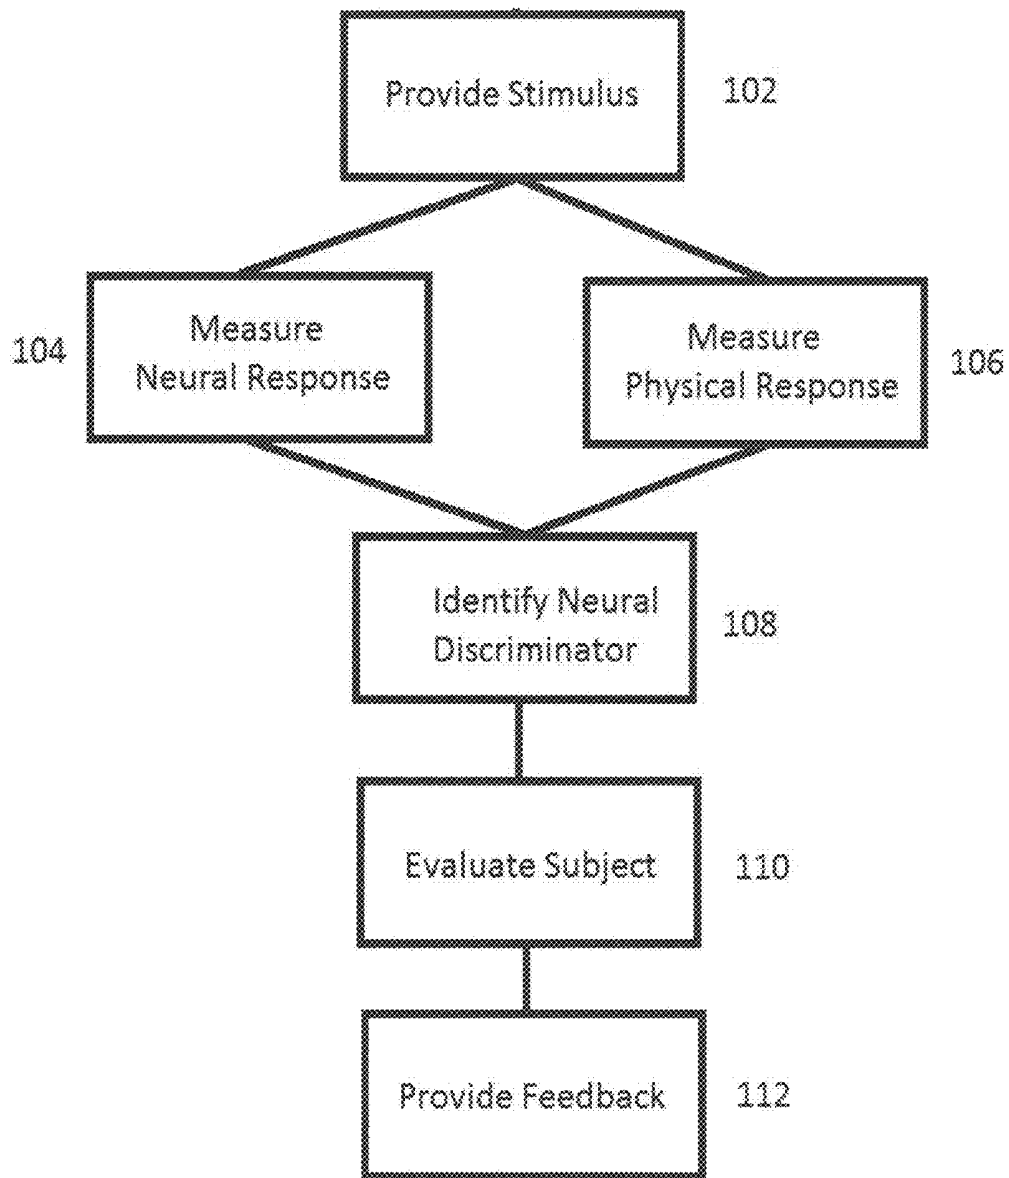 Provide Stimulus
102
Measure
Neural Response
104
Measure
Physical Response
106
Identify Neural
Discriminator
108
Evaluate Subject
110
Provide Feedback
112